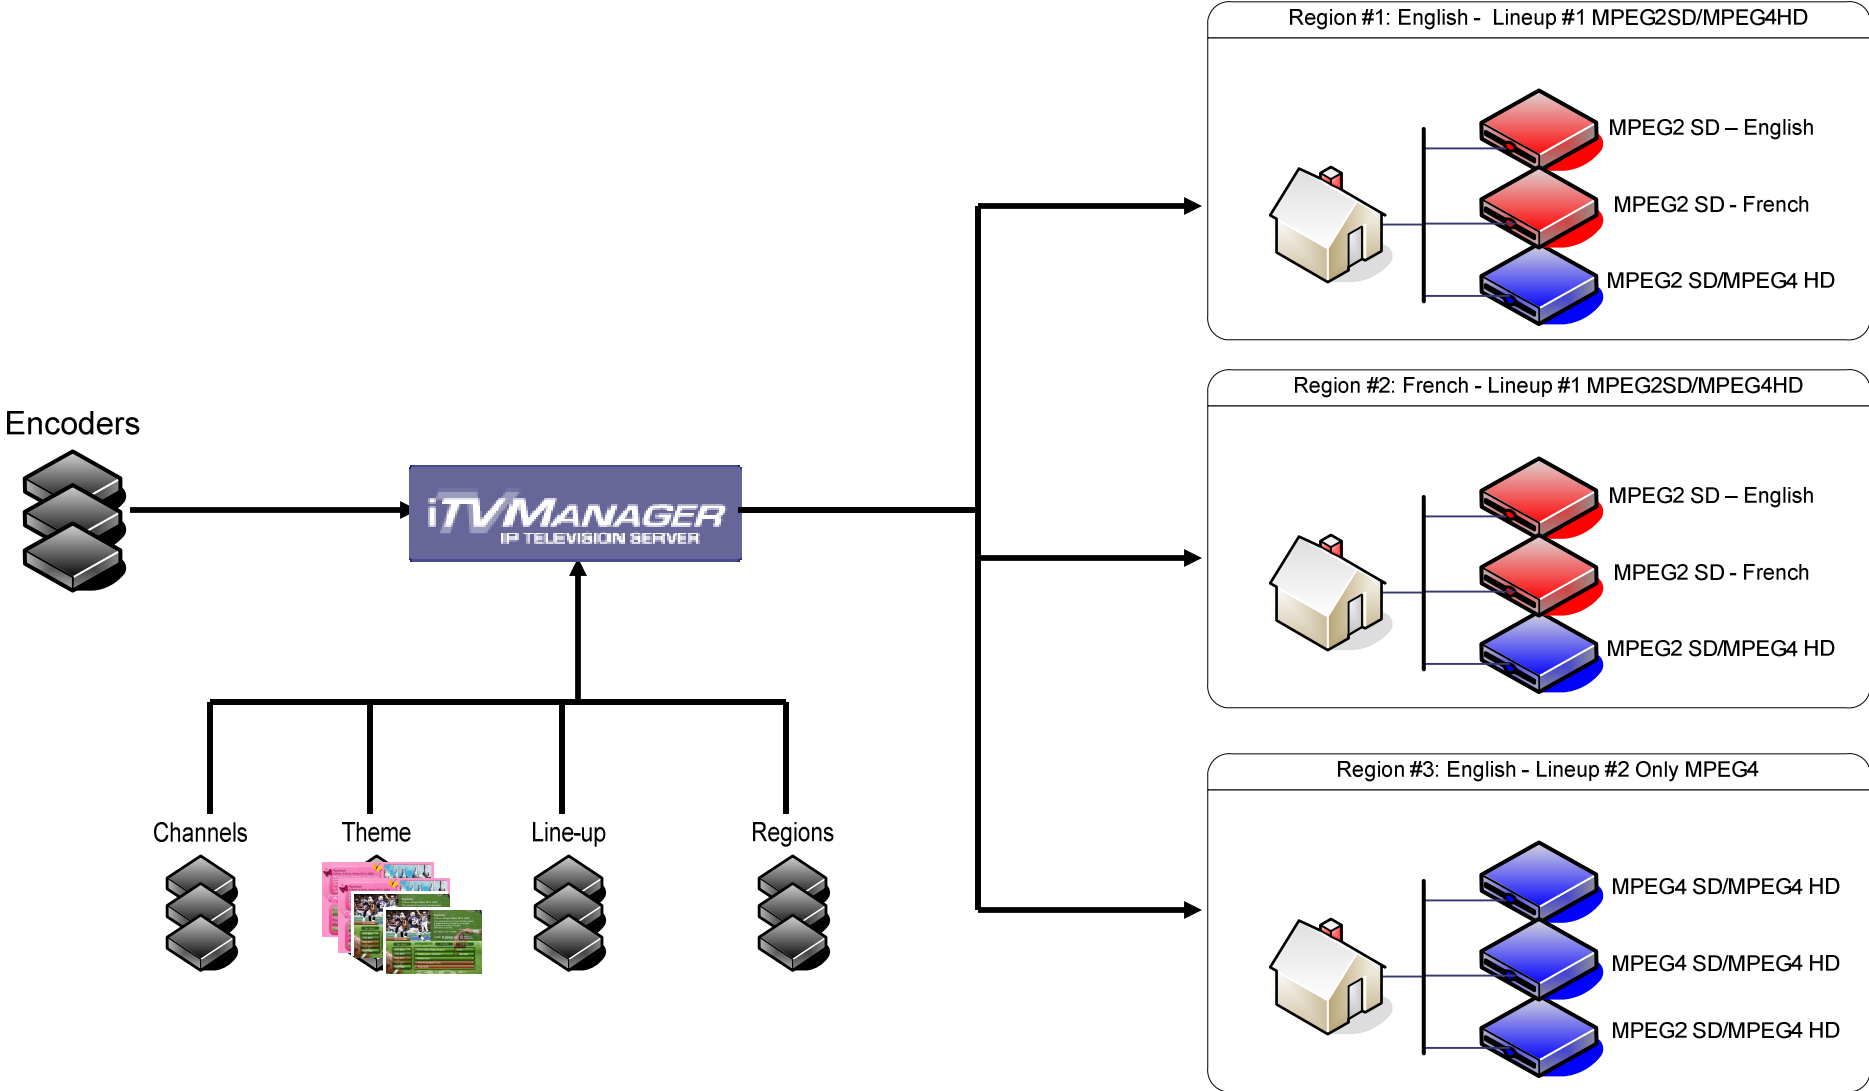 Region #1: English - Lineup #1 MPEG2SD/MPEG4HD
MPEG2 SD – English
MPEG2 SD - French
MPEG2 SD/MPEG4 HD
Region #2: French - Lineup #1 MPEG2SD/MPEG4HD
MPEG2 SD – English
MPEG2 SD - French
MPEG2 SD/MPEG4 HD
Encoders
iTVMANAGER
IP TELEVISION SERVER
Region #3: English - Lineup #2 Only MPEG4
MPEG4 SD/MPEG4 HD
MPEG4 SD/MPEG4 HD
MPEG2 SD/MPEG4 HD
Channels
Theme
Line-up
Regions